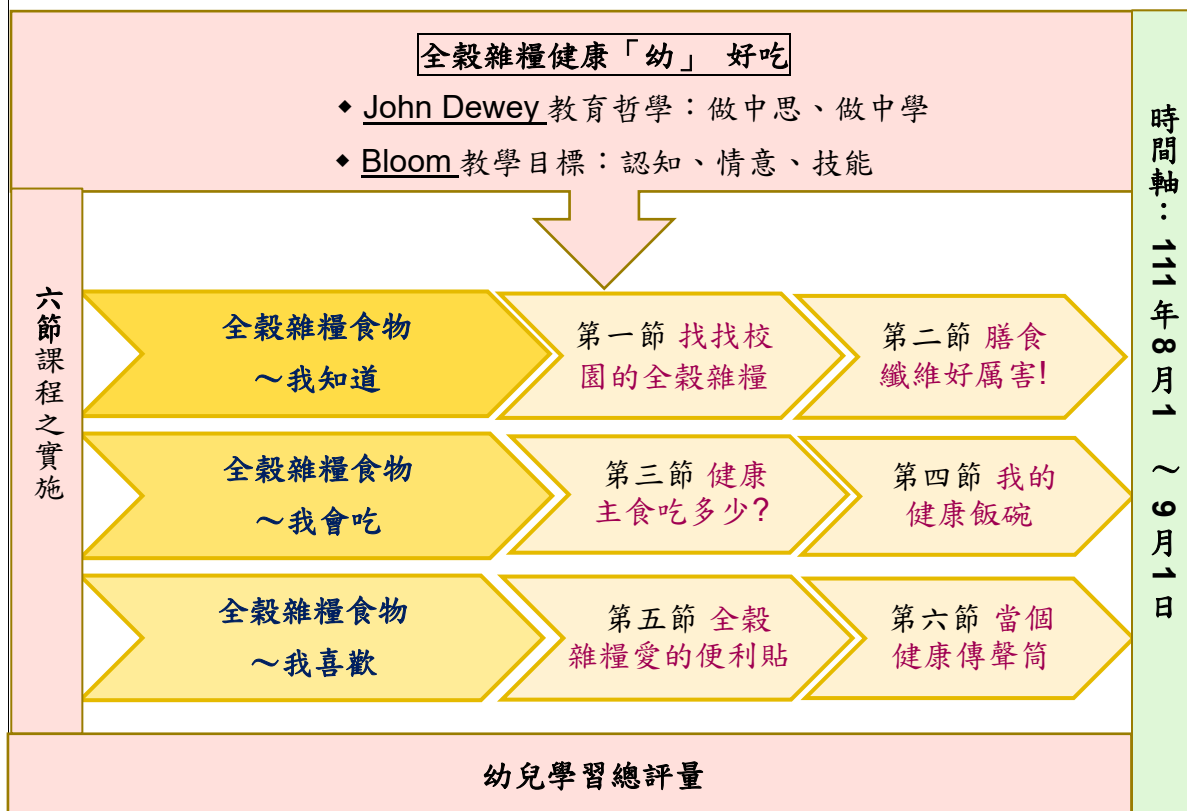 全穀雜糧健康「幼」 好吃
◆ John Dewey 教育哲學：做中思、做中學
◆ Bloom 教學目標：認知、情意、技能
六節課程之實施
全穀雜糧食物
～我知道
第一節 找找校
園的全穀雜糧
第二節 膳食
纖維好厲害!
全穀雜糧食物
～我會吃
第三節 健康
主食吃多少?
第四節 我的
健康飯碗
全穀雜糧食物
～我喜歡
第五節 全穀
雜糧愛的便利貼
第六節 當個
健康傳聲筒
幼兒學習總評量
時間軸：111年8月1 ～9月1日